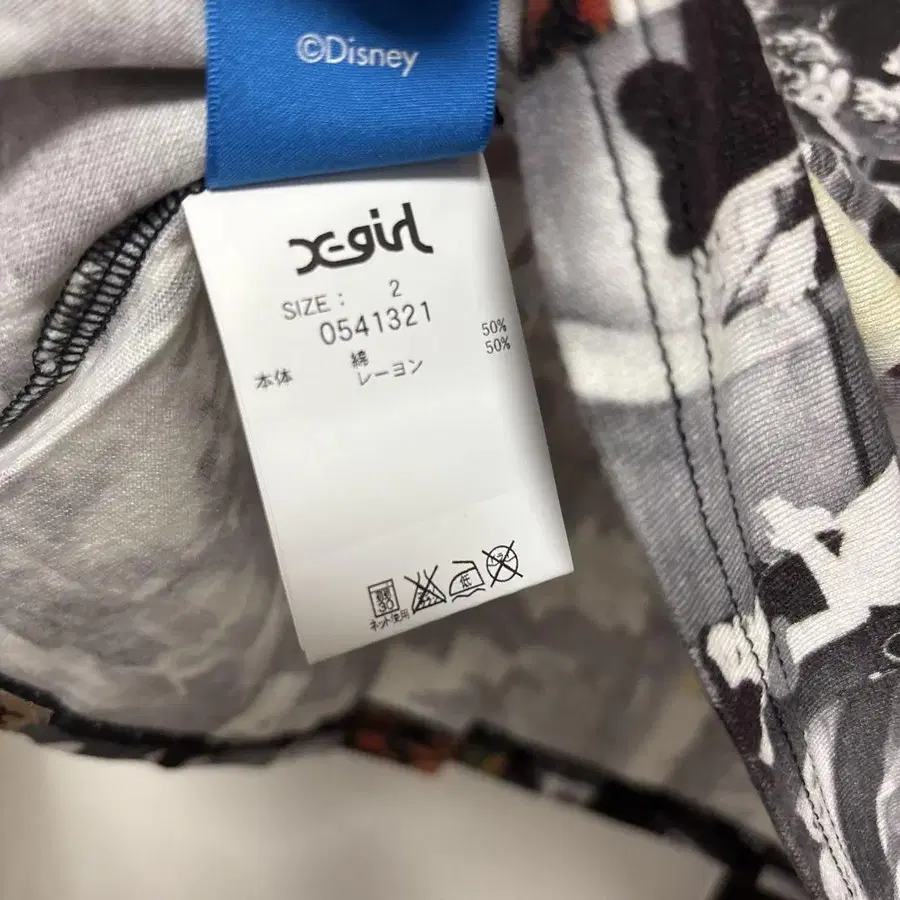 ©Disney
X-girl
SIZE: 2
0541321
本体 綿 50%
レーヨン 50%
低
ネット使用